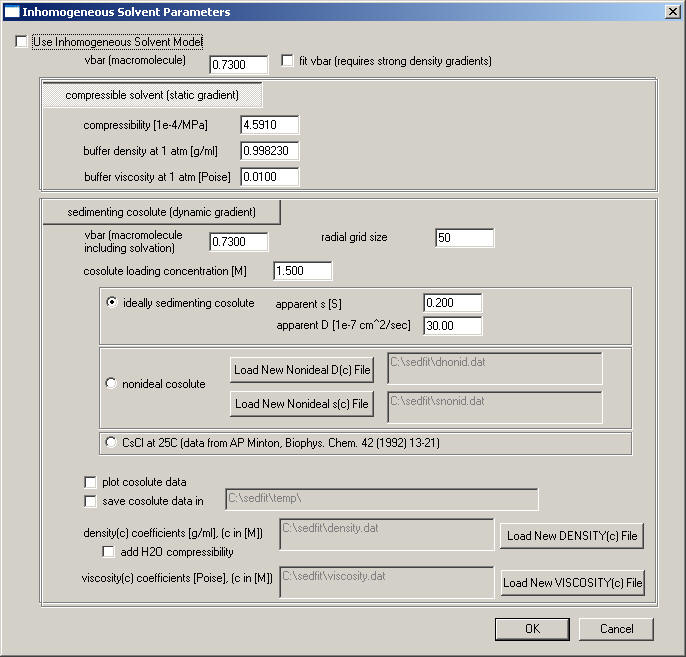 Inhomogeneous Solvent Parameters
Use Inhomogeneous Solvent Model
vbar (macromolecule) 0.7300 fit vbar (requires strong density gradients)
compressible solvent (static gradient)
compressibility [1e-4/MPa] 4.5910
buffer density at 1 atm [g/ml] 0.998230
buffer viscosity at 1 atm [Poise] 0.0100
sedimenting cosolute (dynamic gradient)
vbar (macromolecule
including solvation) 0.7300 radial grid size 50
cosolute loading concentration [M] 1.500
ideally sedimenting cosolute apparent s [S] 0.200
apparent D [1e-7 cm^2/sec] 30.00
nonideal cosolute
Load New Nonideal D(c) File C:\sedfit\dnonid.dat
Load New Nonideal s(c) File C:\sedfit\snonid.dat
CsCl at 25C (data from AP Minton, Biophys. Chem. 42 (1992) 13-21)
plot cosolute data
save cosolute data in C:\sedfit\temp\
density(c) coefficients [g/ml], (c in [M]) C:\sedfit\density.dat Load New DENSITY(c) File
add H2O compressibility
viscosity(c) coefficients [Poise], (c in [M]) C:\sedfit\viscosity.dat Load New VISCOSITY(c) File
OK Cancel